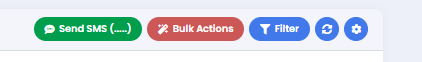 Send SMS (.....) Bulk Actions Filter